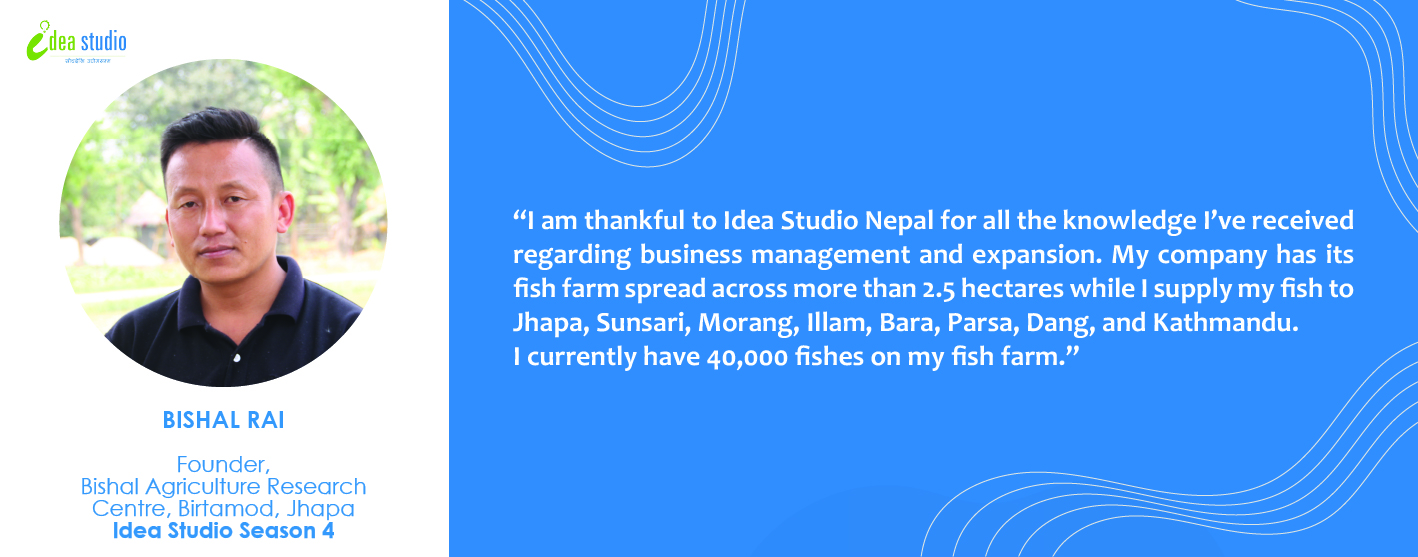 idea studio
BISHAL RAI
Founder,
Bishal Agriculture Research
Centre, Birtamod, Jhapa
Idea Studio Season 4
“I am thankful to Idea Studio Nepal for all the knowledge I’ve received
regarding business management and expansion. My company has its
fish farm spread across more than 2.5 hectares while I supply my fish to
Jhapa, Sunsari, Morang, Illam, Bara, Parsa, Dang, and Kathmandu.
I currently have 40,000 fishes on my fish farm.”